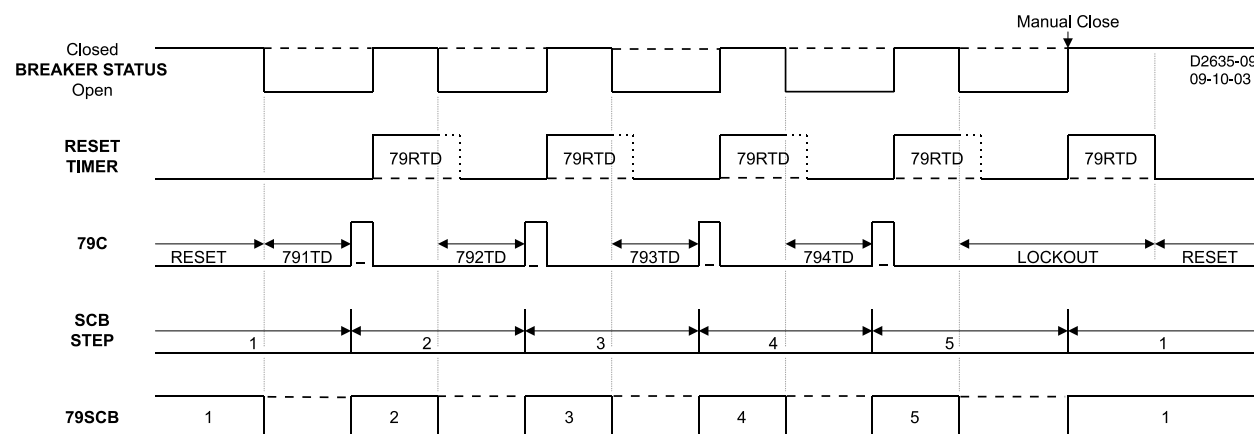 Manual Close
Closed
BREAKER STATUS
Open
D2635-09
09-10-03
RESET
TIMER
79RTD 79RTD 79RTD 79RTD 79RTD
79C
RESET 791TD 792TD 793TD 794TD LOCKOUT RESET
SCB
STEP
1 2 3 4 5 1
79SCB 1 2 3 4 5 1